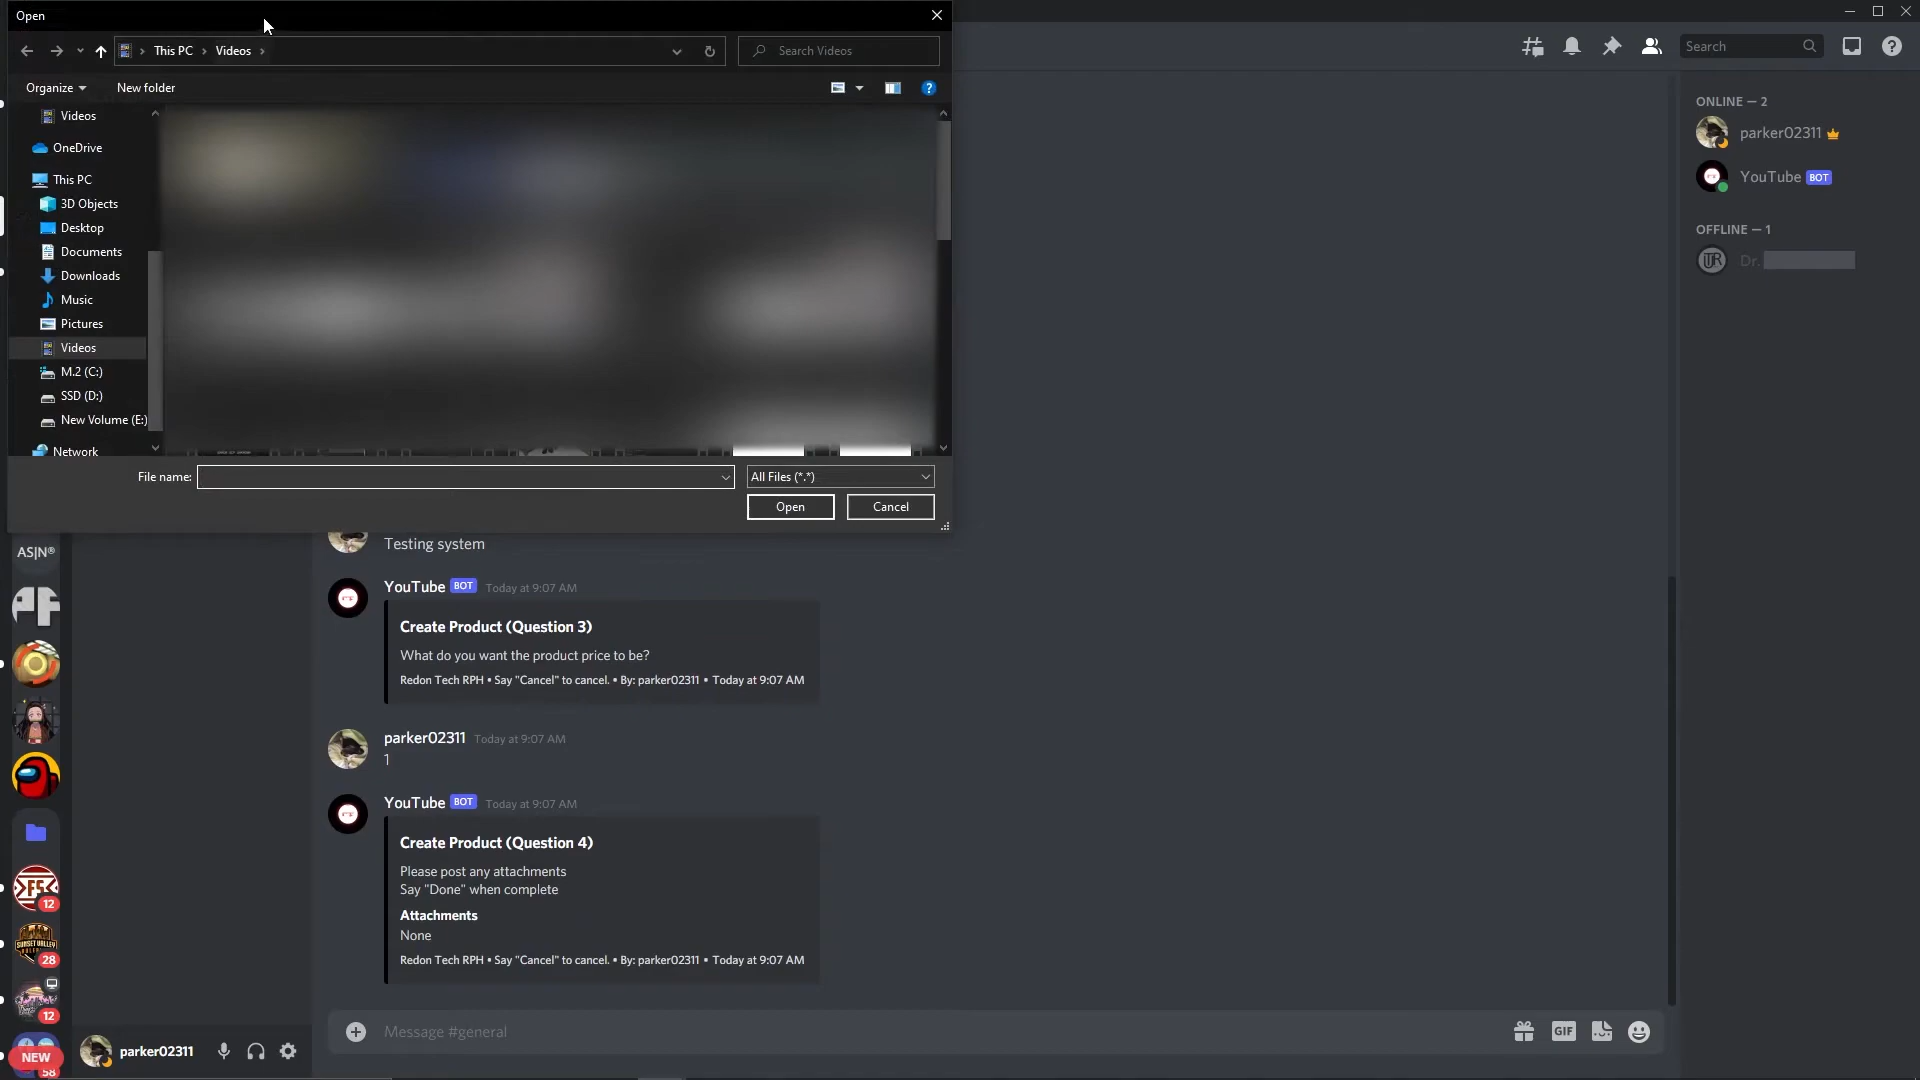 Open
This PC
Videos
Search Videos
Organize
New folder
Videos
OneDrive
This PC
3D Objects
Desktop
Documents
Downloads
Music
Pictures
Videos
M.2 (C:)
SSD (D:)
New Volume (E:)
Network
File name:
All Files (*.*)
Open
Cancel
Search
ONLINE — 2
parker02311
YouTube BOT
OFFLINE — 1
Dr.
AS|N®
Testing system
YouTube BOT Today at 9:07 AM
Create Product (Question 3)
What do you want the product price to be?
Redon Tech RPH • Say "Cancel" to cancel. • By: parker02311 • Today at 9:07 AM
parker02311 Today at 9:07 AM
1
YouTube BOT Today at 9:07 AM
Create Product (Question 4)
Please post any attachments
Say "Done" when complete
Attachments
None
Redon Tech RPH • Say "Cancel" to cancel. • By: parker02311 • Today at 9:07 AM
12
28
12
NEW
58
parker02311
Message #general
GIF